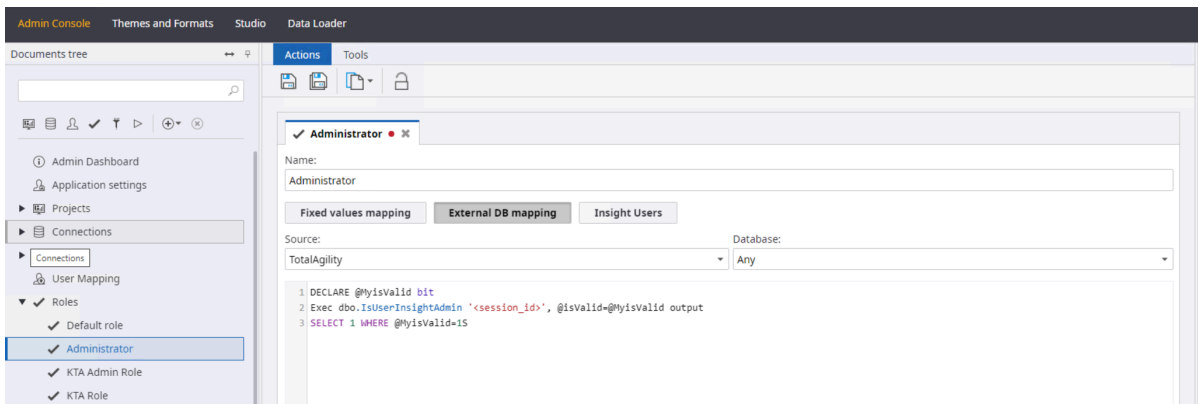 Admin Console Themes and Formats Studio Data Loader
Documents tree
Actions Tools
Admin Dashboard
Application settings
Projects
Connections
Connections
User Mapping
Roles
Default role
Administrator
KTA Admin Role
KTA Role
Administrator
Name:
Administrator
Fixed values mapping External DB mapping Insight Users
Source: Database:
TotalAgility Any
1 DECLARE @MyisValid bit
2 Exec dbo.IsUserInsightAdmin '<session_id>', @isValid=@MyisValid output
3 SELECT 1 WHERE @MyisValid=1S